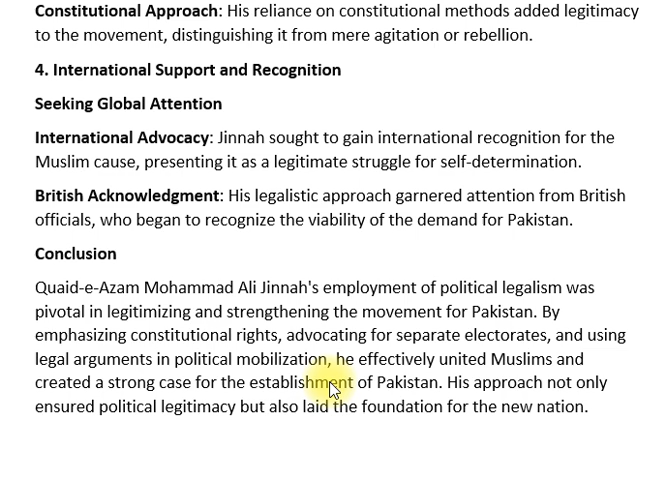 Constitutional Approach: His reliance on constitutional methods added legitimacy
to the movement, distinguishing it from mere agitation or rebellion.
4. International Support and Recognition
Seeking Global Attention
International Advocacy: Jinnah sought to gain international recognition for the
Muslim cause, presenting it as a legitimate struggle for self-determination.
British Acknowledgment: His legalistic approach garnered attention from British
officials, who began to recognize the viability of the demand for Pakistan.
Conclusion
Quaid-e-Azam Mohammad Ali Jinnah's employment of political legalism was
pivotal in legitimizing and strengthening the movement for Pakistan. By
emphasizing constitutional rights, advocating for separate electorates, and using
legal arguments in political mobilization, he effectively united Muslims and
created a strong case for the establishment of Pakistan. His approach not only
ensured political legitimacy but also laid the foundation for the new nation.